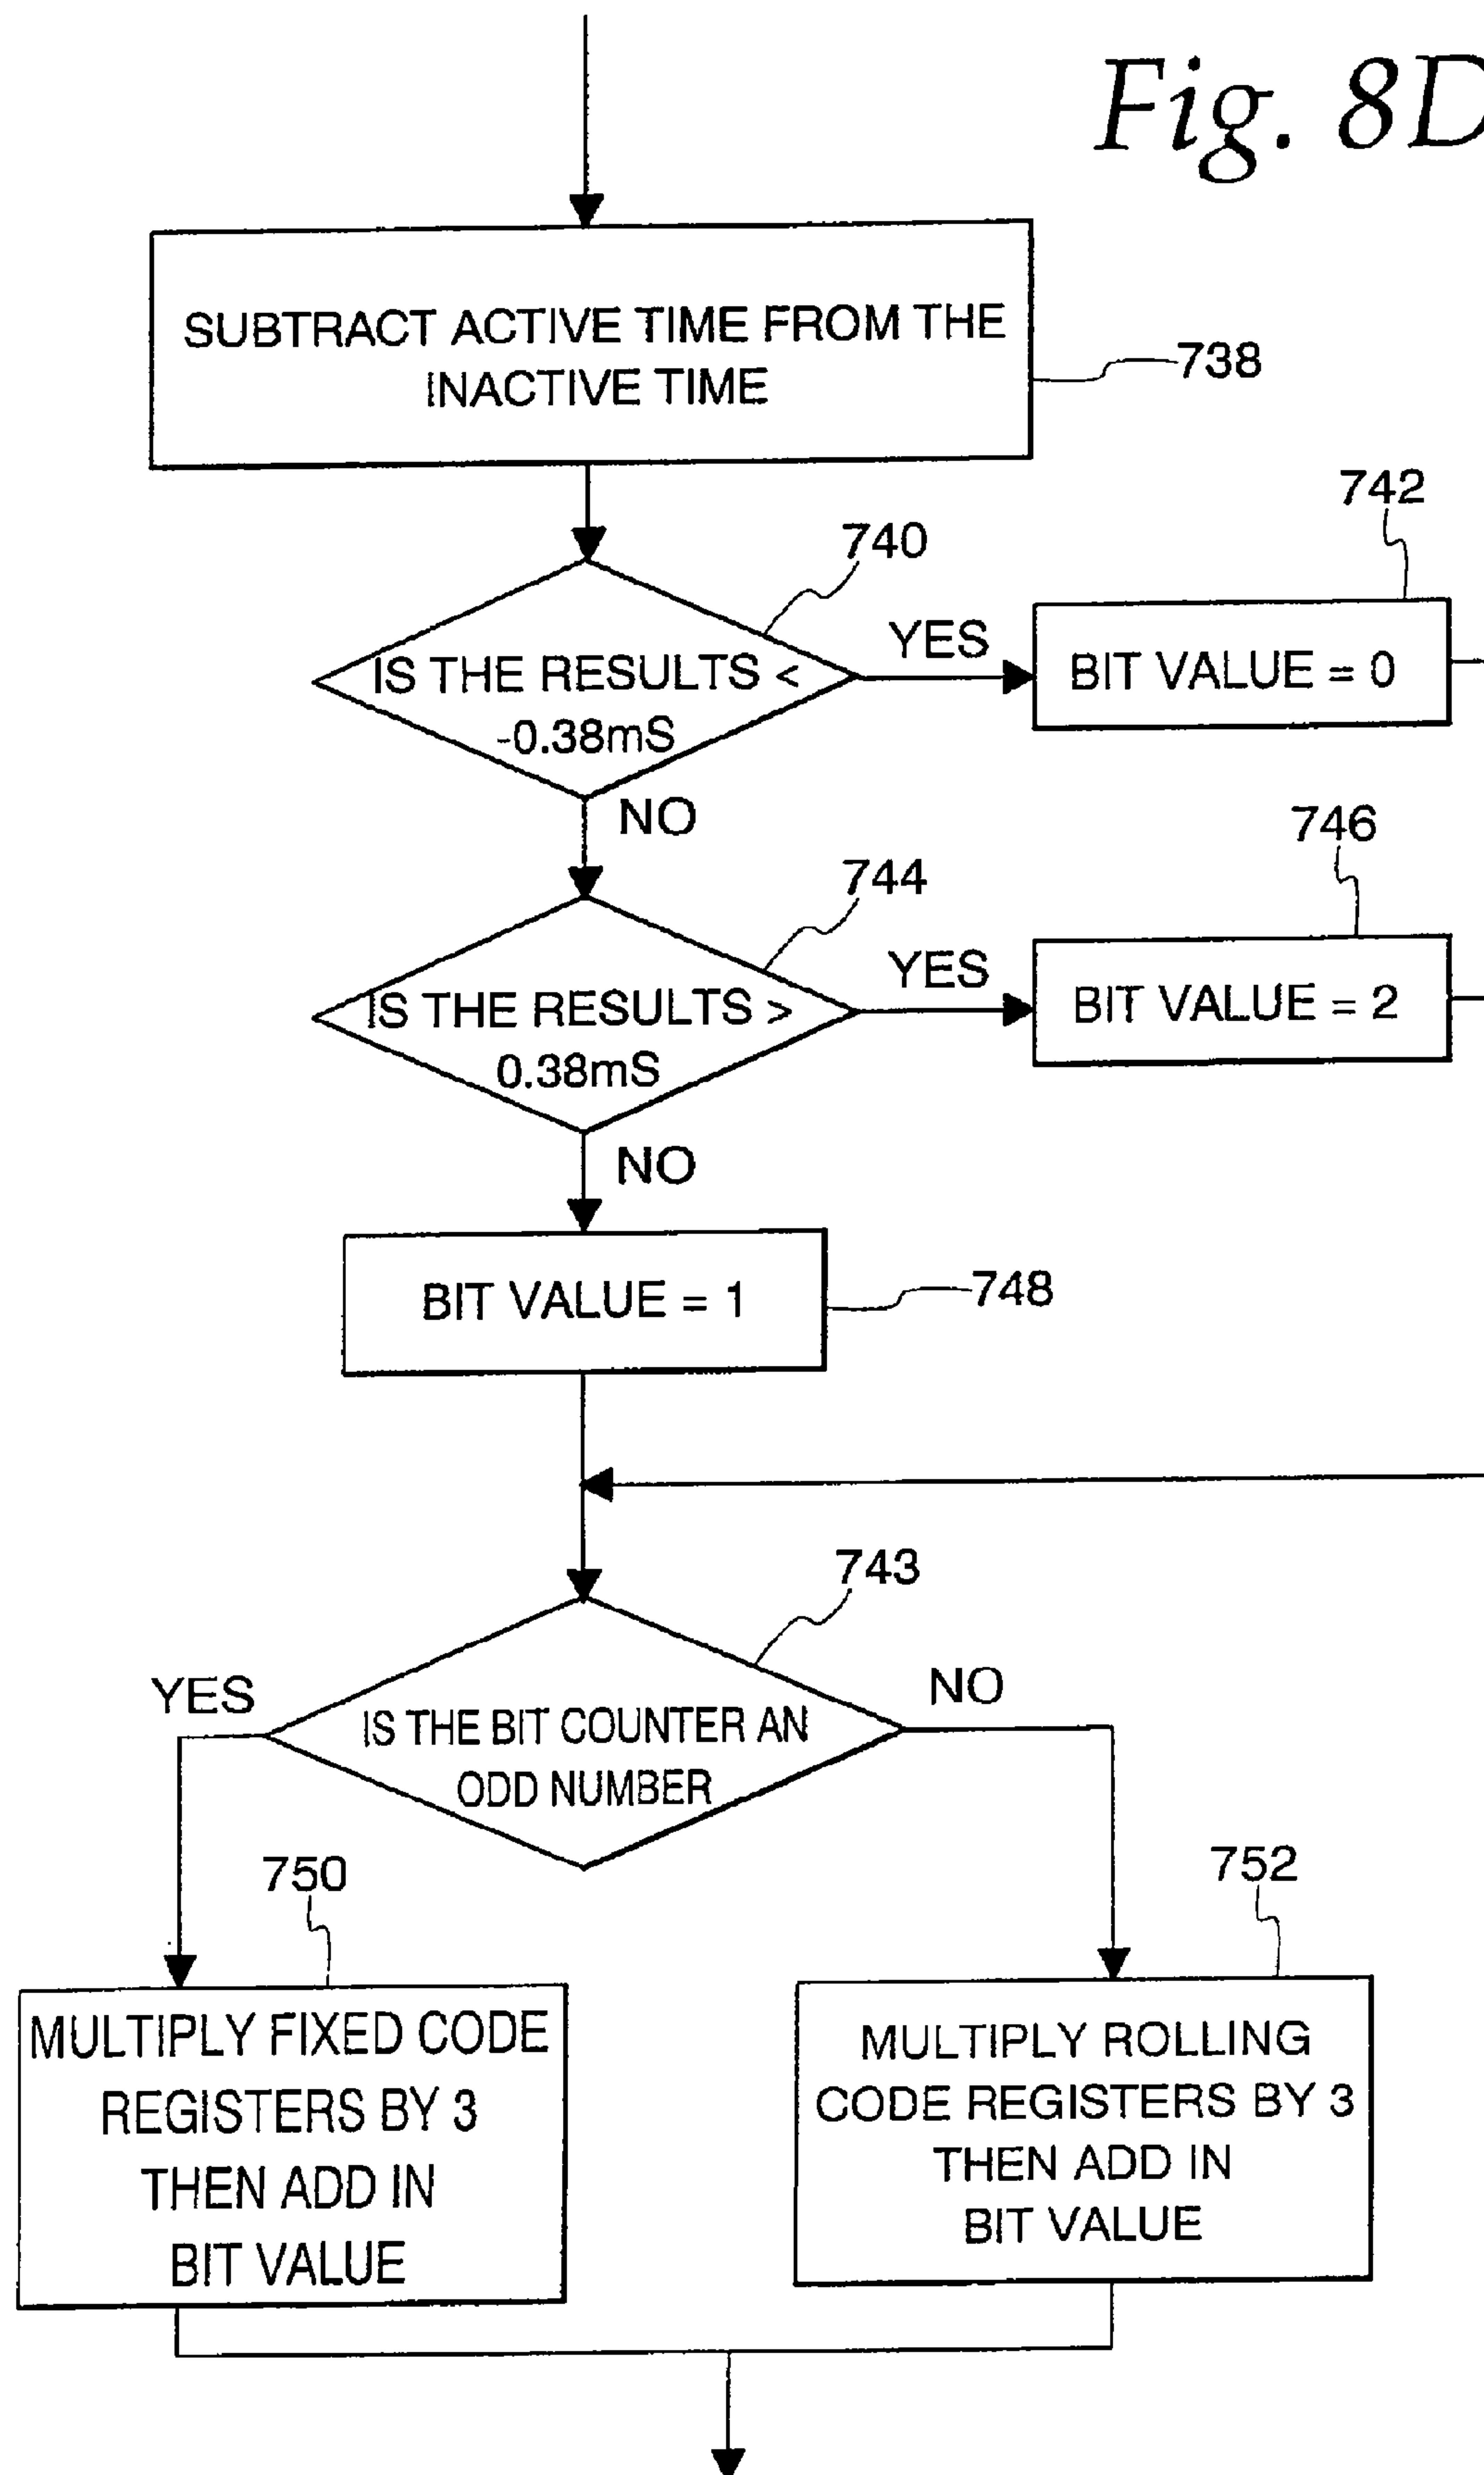 Fig. 8D
SUBTRACT ACTIVE TIME FROM THE
INACTIVE TIME
738
740
742
IS THE RESULTS <
-0.38mS
YES
BIT VALUE = 0
NO
744
746
IS THE RESULTS >
0.38mS
YES
BIT VALUE = 2
NO
BIT VALUE = 1
748
743
YES
IS THE BIT COUNTER AN
ODD NUMBER
NO
750
752
MULTIPLY FIXED CODE
REGISTERS BY 3
THEN ADD IN
BIT VALUE
MULTIPLY ROLLING
CODE REGISTERS BY 3
THEN ADD IN
BIT VALUE